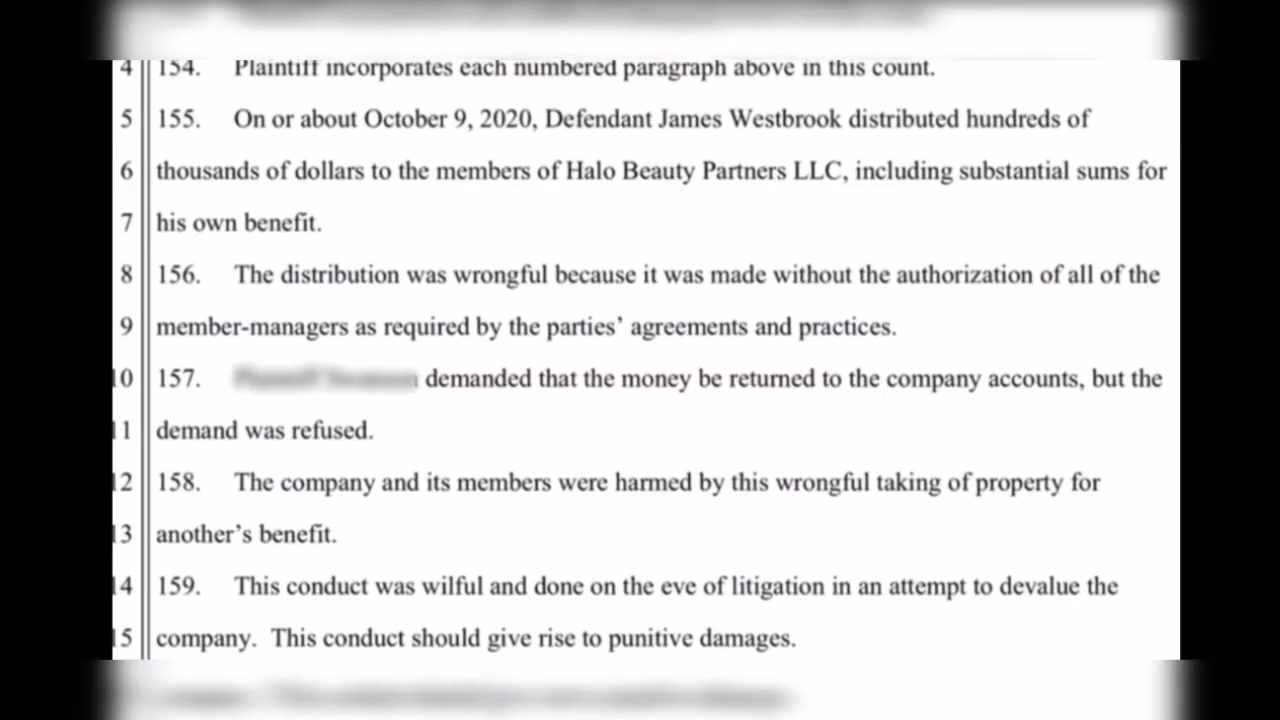 4 154. Plaintiff incorporates each numbered paragraph above in this count.
5 155. On or about October 9, 2020, Defendant James Westbrook distributed hundreds of
6 thousands of dollars to the members of Halo Beauty Partners LLC, including substantial sums for
7 his own benefit.
8 156. The distribution was wrongful because it was made without the authorization of all of the
9 member-managers as required by the parties’ agreements and practices.
10 157. demanded that the money be returned to the company accounts, but the
11 demand was refused.
12 158. The company and its members were harmed by this wrongful taking of property for
13 another’s benefit.
14 159. This conduct was wilful and done on the eve of litigation in an attempt to devalue the
15 company. This conduct should give rise to punitive damages.